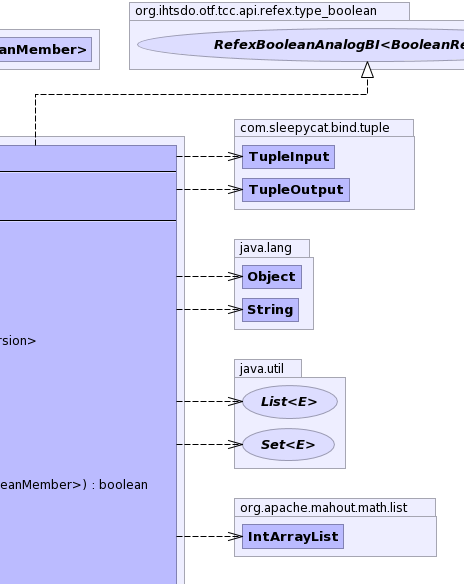 org.ihtsdo.otf.tcc.api.refex.type_boolean
eanMember>
RefexBooleanAnalogBI<BooleanRe
com.sleepycat.bind.tuple
TupleInput
TupleOutput
java.lang
Object
String
rsion>
java.util
List<E>
Set<E>
eanMember>) : boolean
org.apache.mahout.math.list
IntArrayList